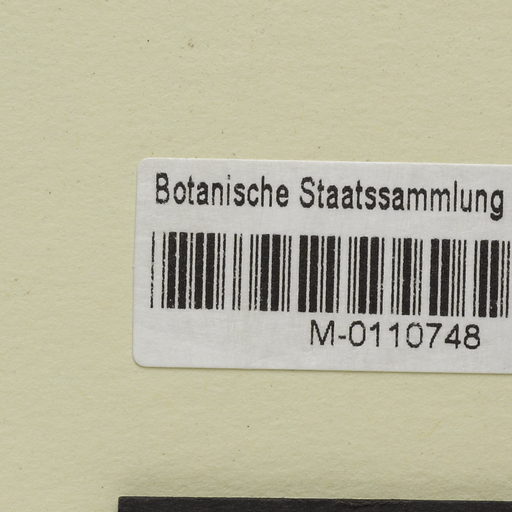 Botanische Staatssammlung
M-0110748